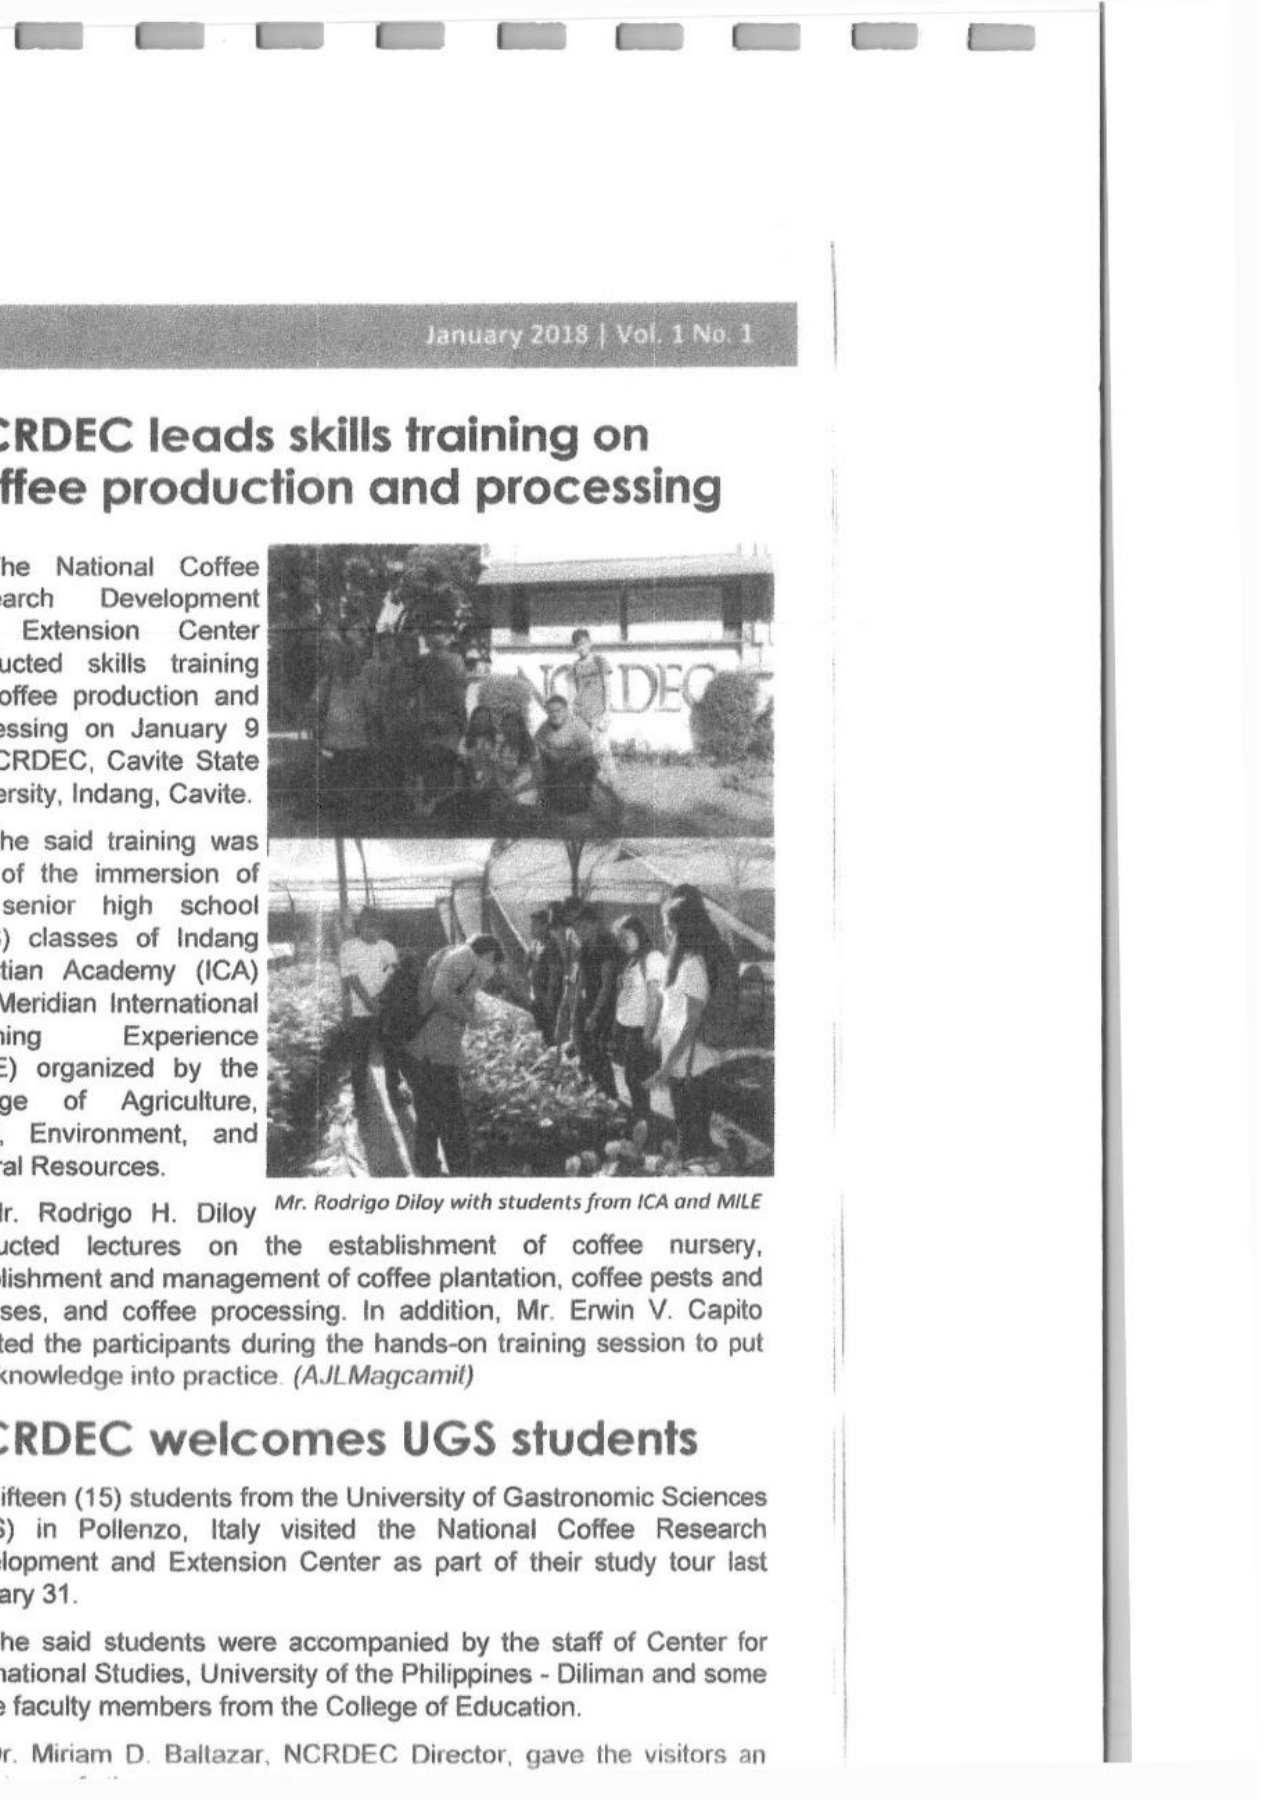 January 2018 | Vol. 1 No. 1
CRDEC leads skills training on
ffee production and processing
he National Coffee
earch Development
Extension Center
ucted skills training
offee production and
essing on January 9
CRDEC, Cavite State
ersity, Indang, Cavite.
he said training was
of the immersion of
senior high school
) classes of Indang
tian Academy (ICA)
Meridian International
ning Experience
E) organized by the
ge of Agriculture,
, Environment, and
ral Resources.
NCRDEC
Mr. Rodrigo Diloy with students from ICA and MILE
r. Rodrigo H. Diloy
ucted lectures on the establishment of coffee nursery,
lishment and management of coffee plantation, coffee pests and
ses, and coffee processing. In addition, Mr. Erwin V. Capito
ted the participants during the hands-on training session to put
knowledge into practice. (AJLMagcamit)
CRDEC welcomes UGS students
ifteen (15) students from the University of Gastronomic Sciences
S) in Pollenzo, Italy visited the National Coffee Research
lopment and Extension Center as part of their study tour last
ary 31.
he said students were accompanied by the staff of Center for
national Studies, University of the Philippines - Diliman and some
e faculty members from the College of Education.
r. Miriam D. Baltazar, NCRDEC Director, gave the visitors an